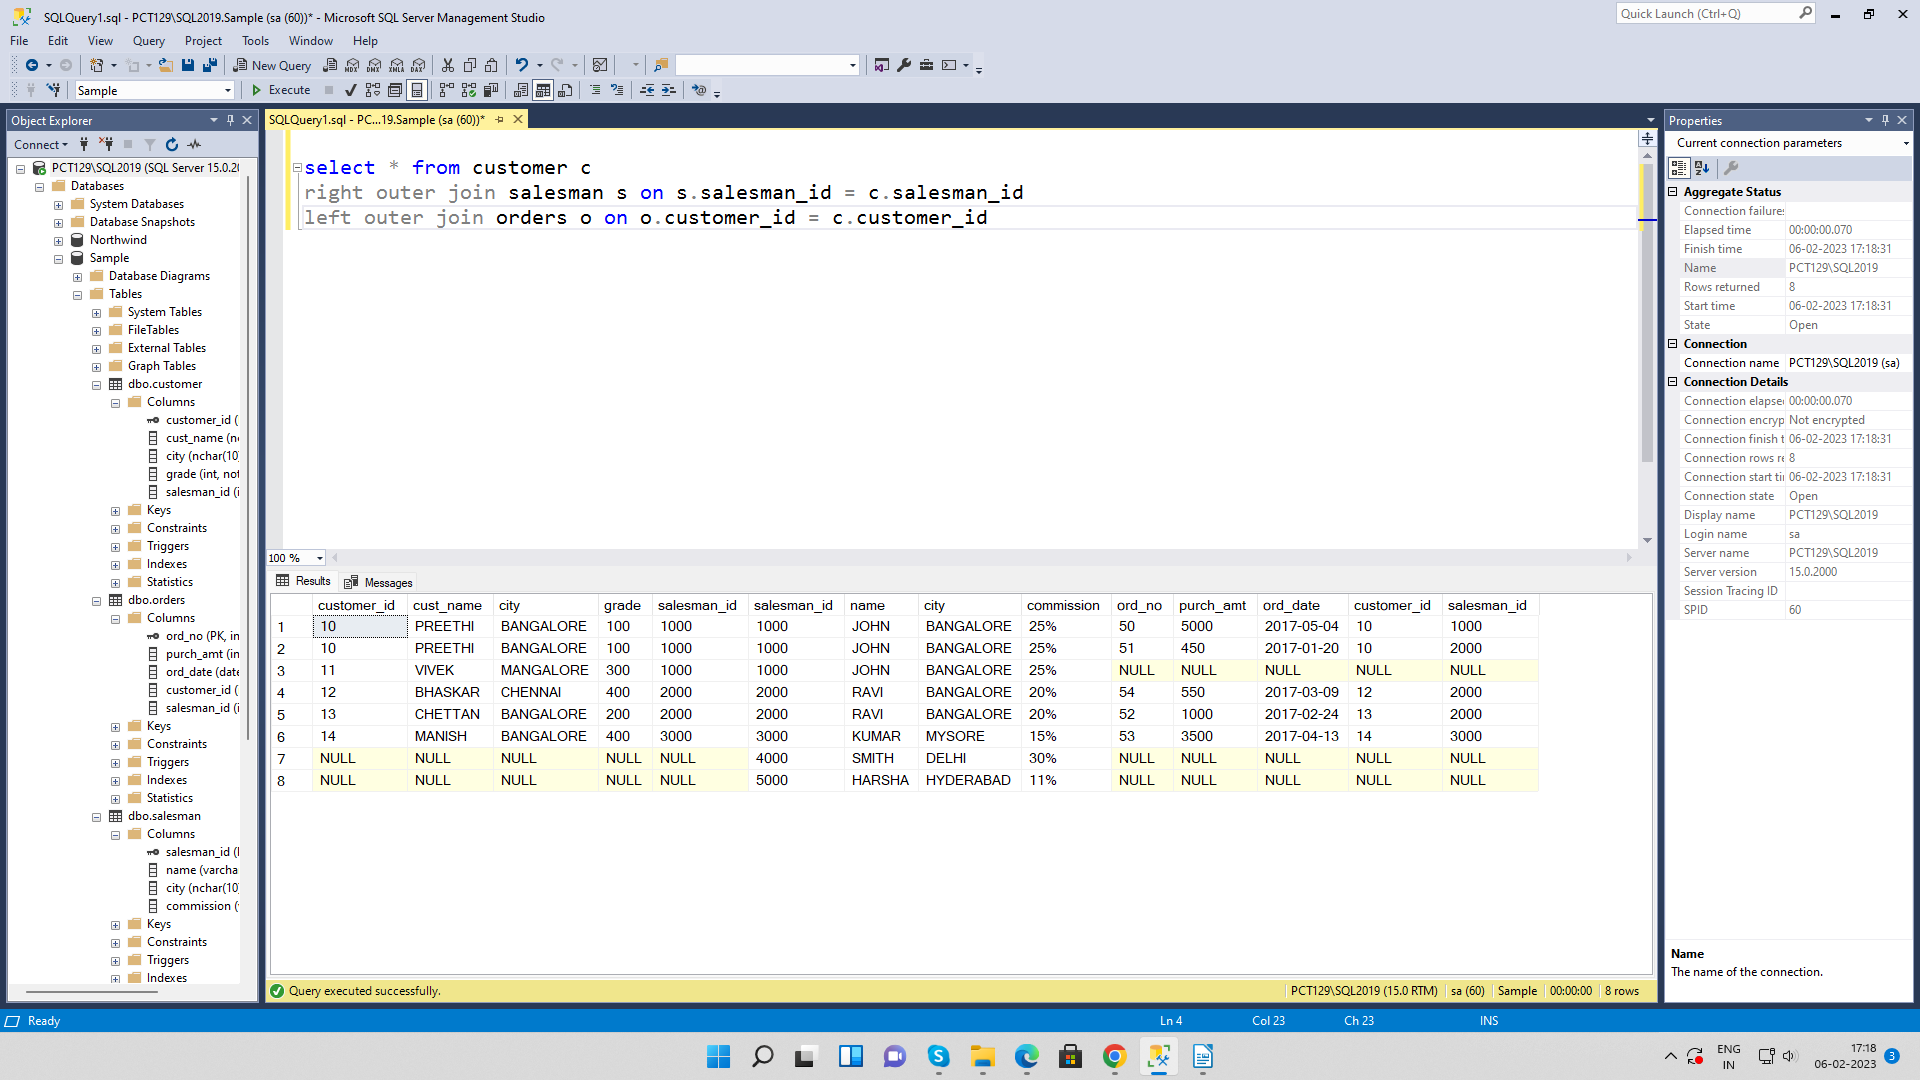 SQLQuery1.sql - PCT129\SQL2019.Sample (sa (60))* - Microsoft SQL Server Management Studio
Quick Launch (Ctrl+Q)
File Edit View Query Project Tools Window Help
New Query
MDX DMX XMLA DAX
Sample
Execute
Object Explorer
Connect
PCT129\SQL2019 (SQL Server 15.0.20
Databases
System Databases
Database Snapshots
Northwind
Sample
Database Diagrams
Tables
System Tables
FileTables
External Tables
Graph Tables
dbo.customer
Columns
customer_id (
cust_name (n
city (nchar(10)
grade (int, not
salesman_id (i
Keys
Constraints
Triggers
Indexes
Statistics
dbo.orders
Columns
ord_no (PK, in
purch_amt (in
ord_date (date
customer_id (
salesman_id (i
Keys
Constraints
Triggers
Indexes
Statistics
dbo.salesman
Columns
salesman_id (
name (varcha
city (nchar(10)
commission (
Keys
Constraints
Triggers
Indexes
SQLQuery1.sql - PC...19.Sample (sa (60))*
select * from customer c
right outer join salesman s on s.salesman_id = c.salesman_id
left outer join orders o on o.customer_id = c.customer_id
100 %
Results Messages
customer_id cust_name city grade salesman_id salesman_id name city commission ord_no purch_amt ord_date customer_id salesman_id
1 10 PREETHI BANGALORE 100 1000 1000 JOHN BANGALORE 25% 50 5000 2017-05-04 10 1000
2 10 PREETHI BANGALORE 100 1000 1000 JOHN BANGALORE 25% 51 450 2017-01-20 10 2000
3 11 VIVEK MANGALORE 300 1000 1000 JOHN BANGALORE 25% NULL NULL NULL NULL NULL
4 12 BHASKAR CHENNAI 400 2000 2000 RAVI BANGALORE 20% 54 550 2017-03-09 12 2000
5 13 CHETTAN BANGALORE 200 2000 2000 RAVI BANGALORE 20% 52 1000 2017-02-24 13 2000
6 14 MANISH BANGALORE 400 3000 3000 KUMAR MYSORE 15% 53 3500 2017-04-13 14 3000
7 NULL NULL NULL NULL NULL 4000 SMITH DELHI 30% NULL NULL NULL NULL NULL
8 NULL NULL NULL NULL NULL 5000 HARSHA HYDERABAD 11% NULL NULL NULL NULL NULL
Query executed successfully.
PCT129\SQL2019 (15.0 RTM) sa (60) Sample 00:00:00 8 rows
Properties
Current connection parameters
Aggregate Status
Connection failures
Elapsed time 00:00:00.070
Finish time 06-02-2023 17:18:31
Name PCT129\SQL2019
Rows returned 8
Start time 06-02-2023 17:18:31
State Open
Connection
Connection name PCT129\SQL2019 (sa)
Connection Details
Connection elapse 00:00:00.070
Connection encryp Not encrypted
Connection finish t 06-02-2023 17:18:31
Connection rows re 8
Connection start ti 06-02-2023 17:18:31
Connection state Open
Display name PCT129\SQL2019
Login name sa
Server name PCT129\SQL2019
Server version 15.0.2000
Session Tracing ID
SPID 60
Name
The name of the connection.
Ready
Ln 4 Col 23 Ch 23 INS
ENG
IN
17:18
06-02-2023
3